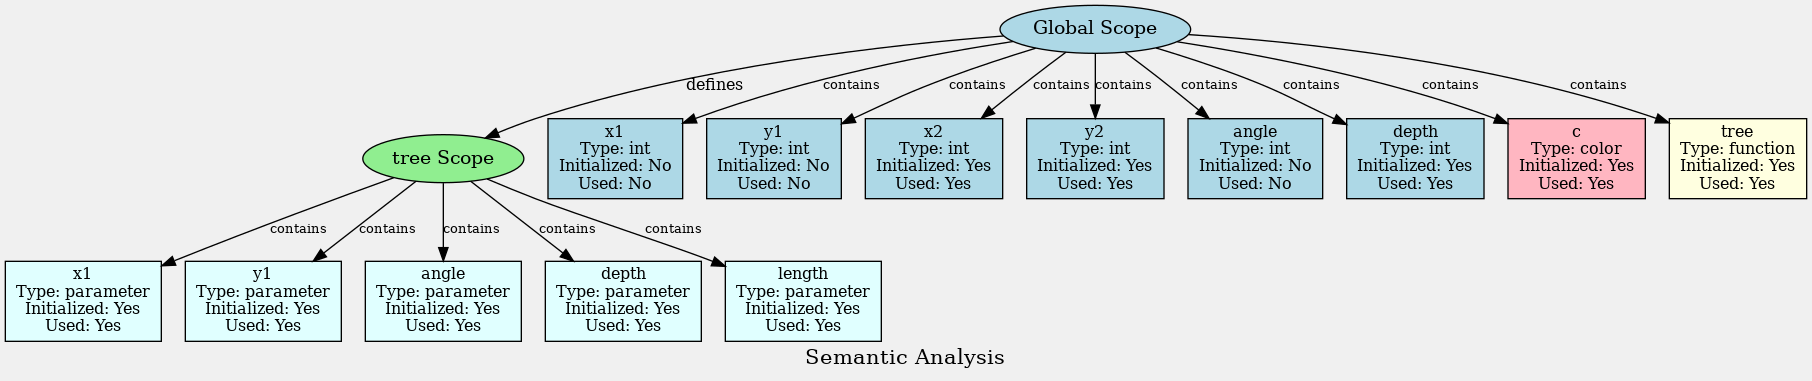 Global Scope
defines
contains
contains
contains
contains
contains
contains
contains
contains
tree Scope
x1
Type: int
Initialized: No
Used: No
y1
Type: int
Initialized: No
Used: No
x2
Type: int
Initialized: Yes
Used: Yes
y2
Type: int
Initialized: Yes
Used: Yes
angle
Type: int
Initialized: No
Used: No
depth
Type: int
Initialized: Yes
Used: Yes
c
Type: color
Initialized: Yes
Used: Yes
tree
Type: function
Initialized: Yes
Used: Yes
contains
contains
contains
contains
contains
x1
Type: parameter
Initialized: Yes
Used: Yes
y1
Type: parameter
Initialized: Yes
Used: Yes
angle
Type: parameter
Initialized: Yes
Used: Yes
depth
Type: parameter
Initialized: Yes
Used: Yes
length
Type: parameter
Initialized: Yes
Used: Yes
Semantic Analysis